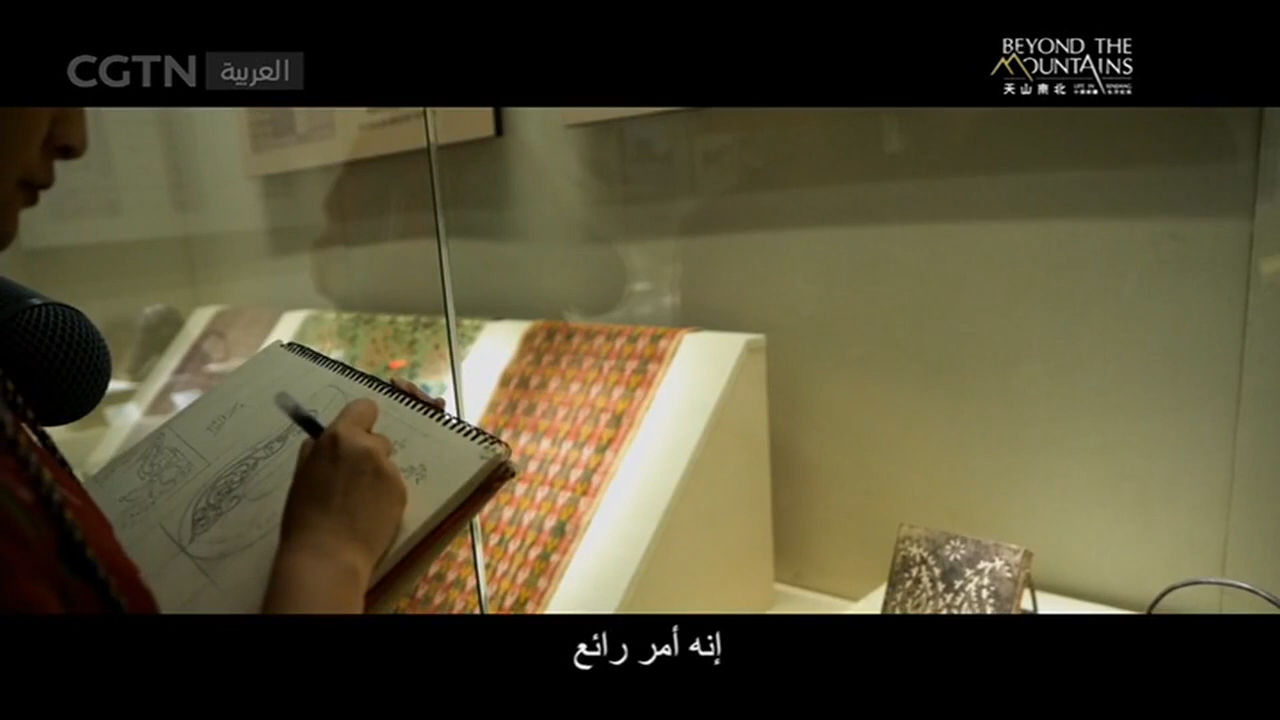 CGTN العربية
BEYOND THE
MOUNTAINS
天山南北
إنه أمر رائع